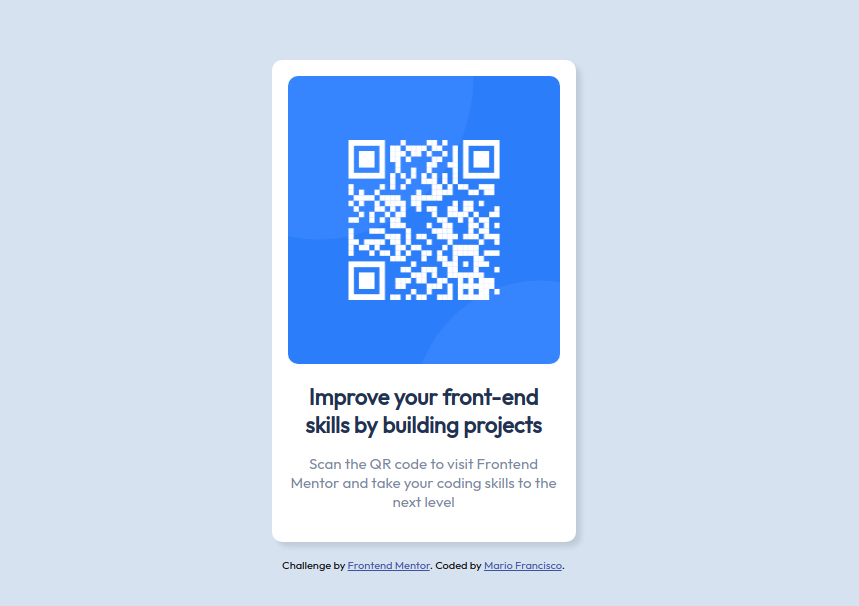 Improve your front-end
skills by building projects
Scan the QR code to visit Frontend
Mentor and take your coding skills to the
next level
Challenge by Frontend Mentor. Coded by Mario Francisco.